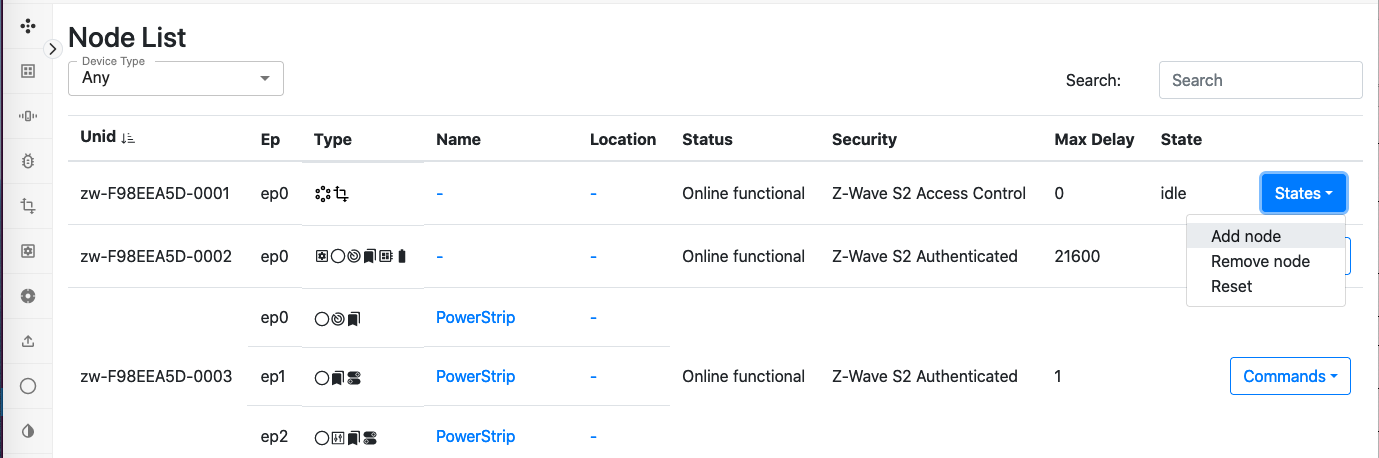 Node List
Device Type
Any
Search: Search
Unid Ep Type Name Location Status Security Max Delay State
zw-F98EEA5D-0001 ep0 - - Online functional Z-Wave S2 Access Control 0 idle States
Add node
zw-F98EEA5D-0002 ep0 - - Online functional Z-Wave S2 Authenticated 21600
Remove node
Reset
ep0 PowerStrip -
zw-F98EEA5D-0003 ep1 PowerStrip - Online functional Z-Wave S2 Authenticated 1 Commands
ep2 PowerStrip -